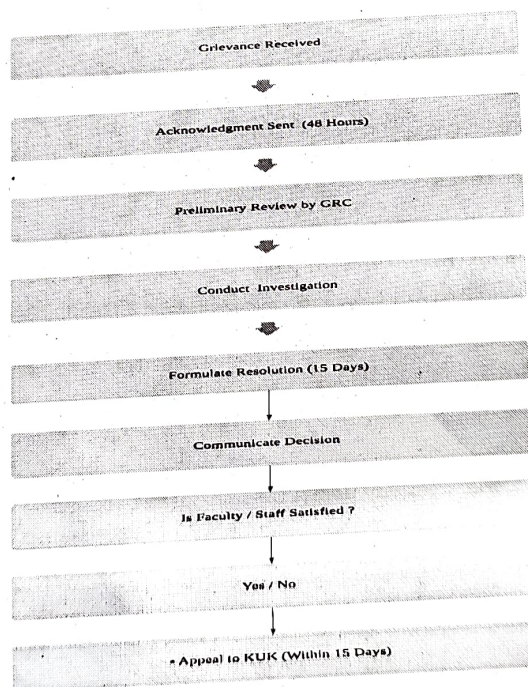 Grievance Received
Acknowledgment Sent (48 Hours)
Preliminary Review by GRC
Conduct Investigation
Formulate Resolution (15 Days)
Communicate Decision
Is Faculty / Staff Satisfied ?
Yes / No
• Appeal to KUK (Within 15 Days)